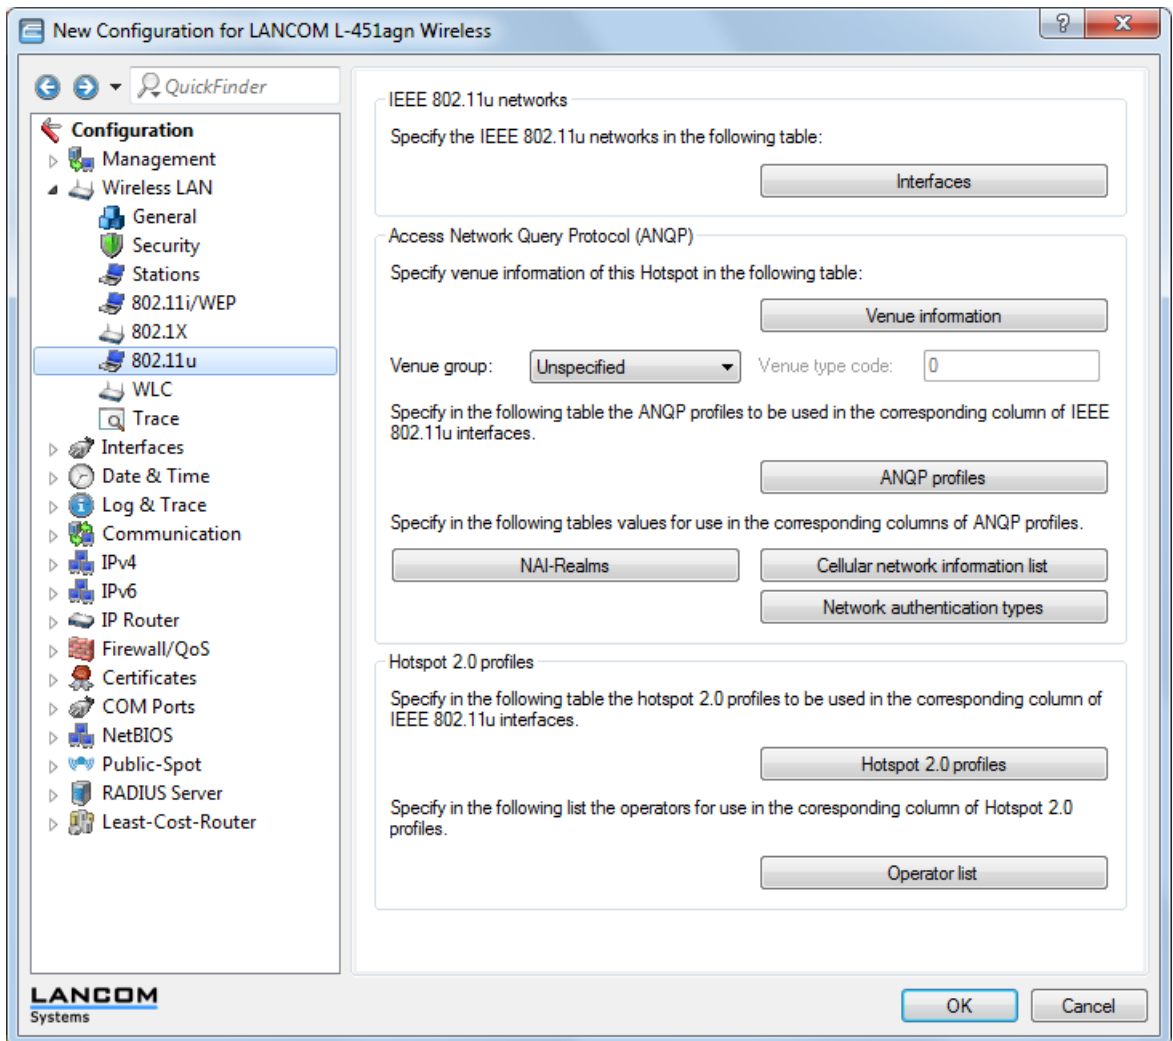 New Configuration for LANCOM L-451agn Wireless
QuickFinder
Configuration
Management
Wireless LAN
General
Security
Stations
802.11i/WEP
802.1X
802.11u
WLC
Trace
Interfaces
Date & Time
Log & Trace
Communication
IPv4
IPv6
IP Router
Firewall/QoS
Certificates
COM Ports
NetBIOS
Public-Spot
RADIUS Server
Least-Cost-Router
IEEE 802.11u networks
Specify the IEEE 802.11u networks in the following table:
Interfaces
Access Network Query Protocol (ANQP)
Specify venue information of this Hotspot in the following table:
Venue information
Venue group: Unspecified Venue type code: 0
Specify in the following table the ANQP profiles to be used in the corresponding column of IEEE
802.11u interfaces.
ANQP profiles
Specify in the following tables values for use in the corresponding columns of ANQP profiles.
NAI-Realms Cellular network information list
Network authentication types
Hotspot 2.0 profiles
Specify in the following table the hotspot 2.0 profiles to be used in the corresponding column of
IEEE 802.11u interfaces.
Hotspot 2.0 profiles
Specify in the following list the operators for use in the coresponding column of Hotspot 2.0
profiles.
Operator list
LANCOM
Systems
OK Cancel